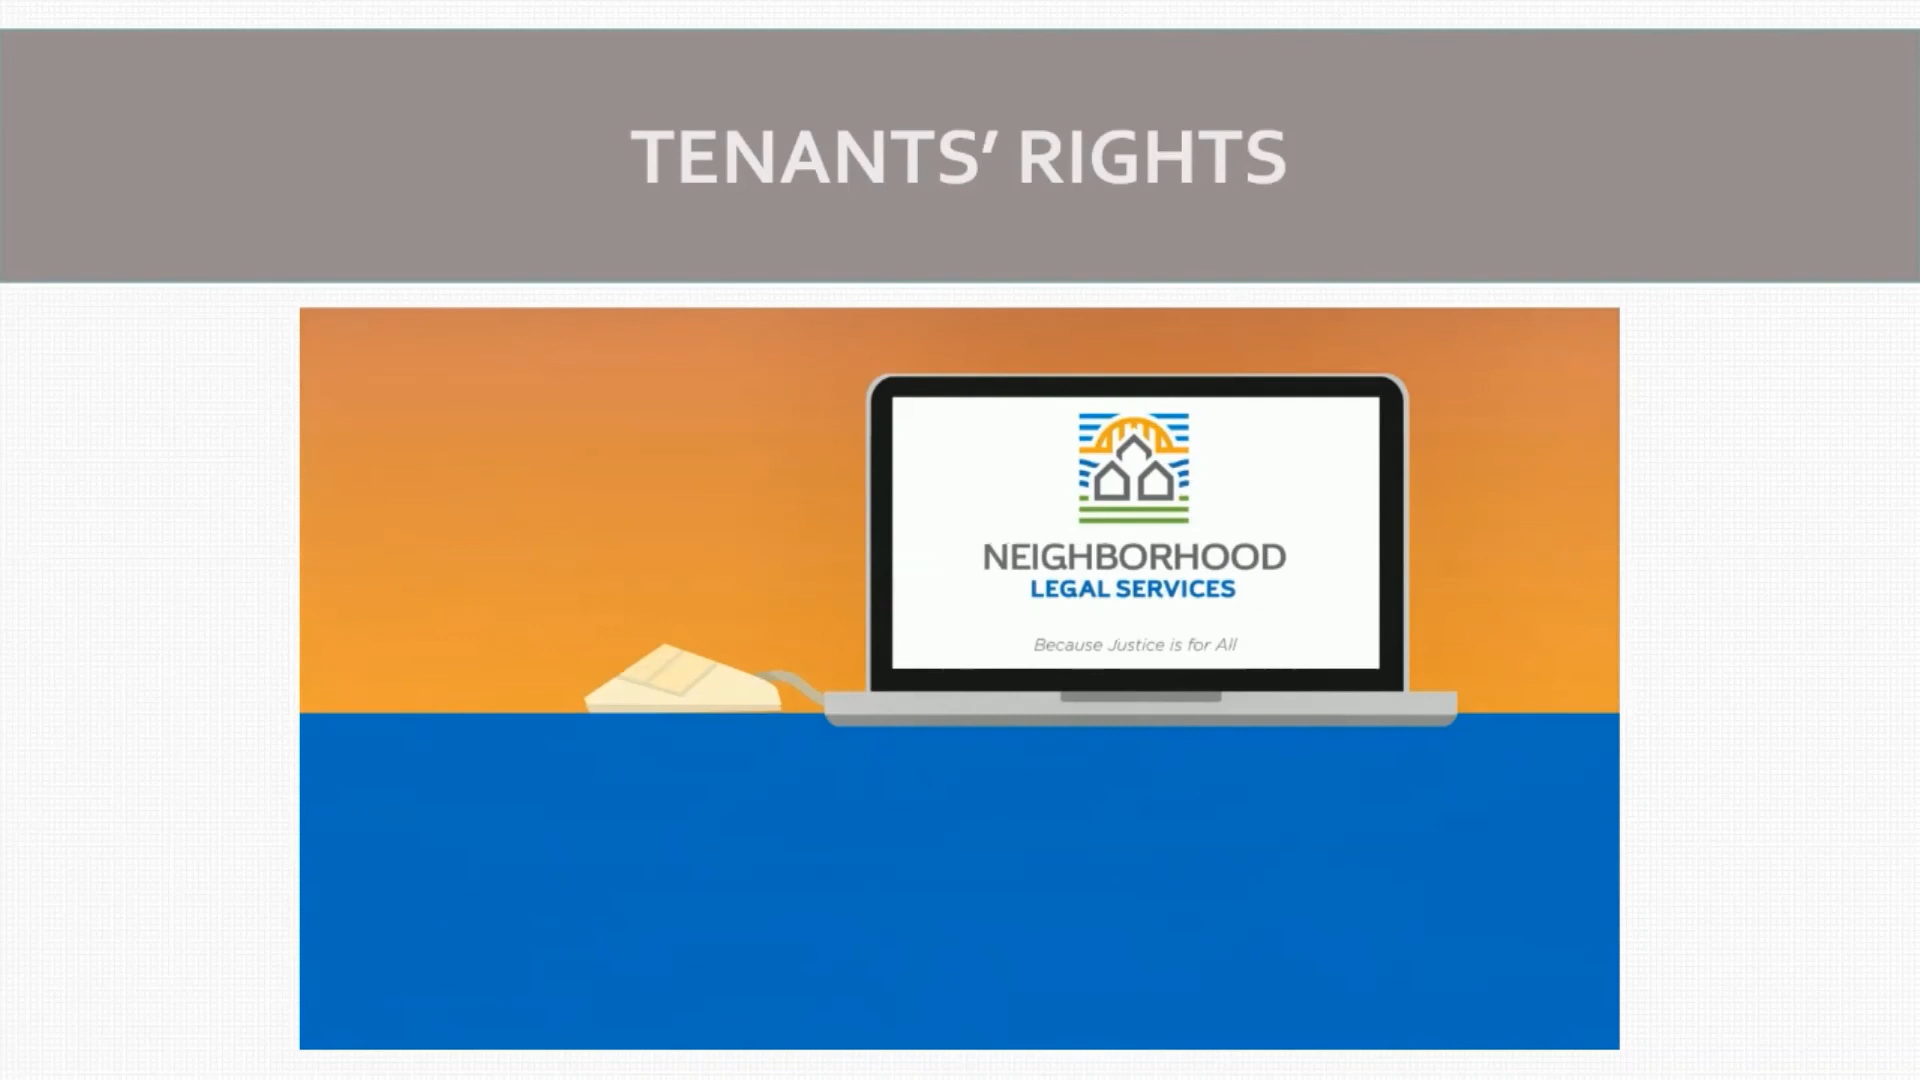 TENANTS’ RIGHTS
NEIGHBORHOOD
LEGAL SERVICES
Because Justice is for All